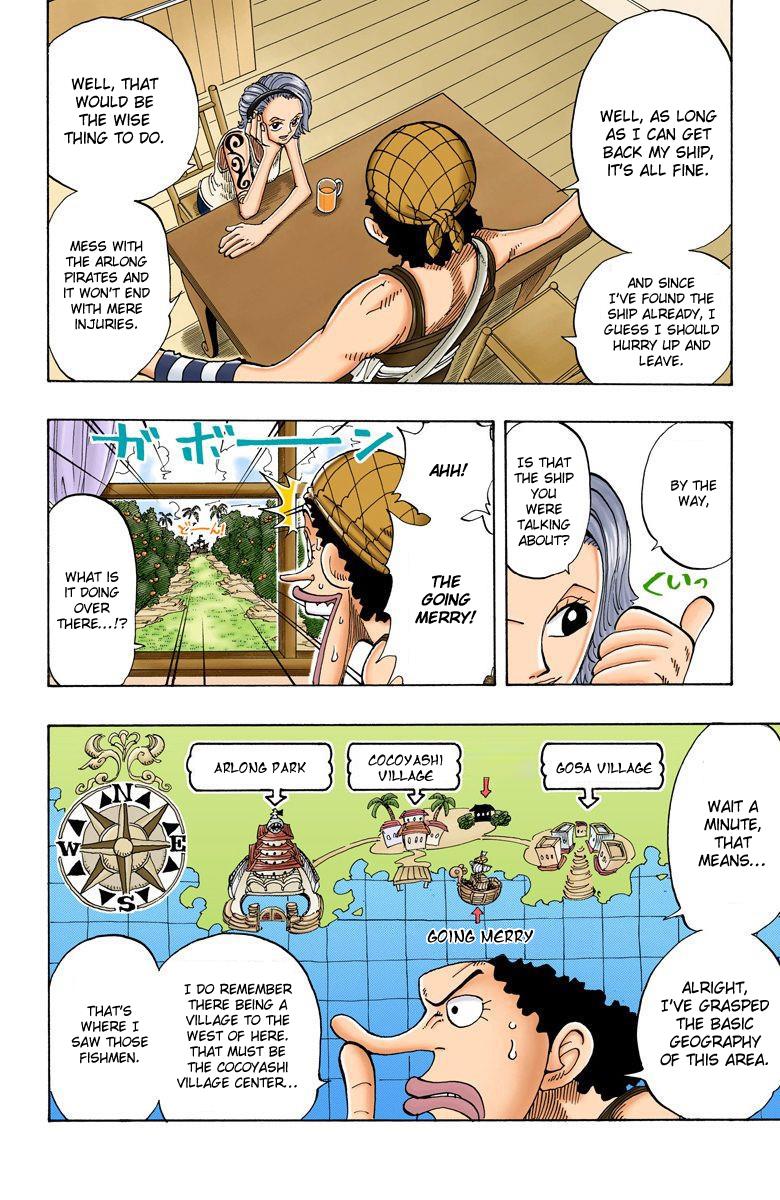 WELL, AS LONG
AS I CAN GET
BACK MY SHIP,
IT'S ALL FINE.
AND SINCE
I'VE FOUND THE
SHIP ALREADY, I
GUESS I SHOULD
HURRY UP AND
LEAVE.
WELL, THAT
WOULD BE
THE WISE
THING TO DO.
MESS WITH
THE ARLONG
PIRATES AND
IT WON'T END
WITH MERE
INJURIES.
BY THE
WAY,
IS THAT
THE SHIP
YOU
WERE
TALKING
ABOUT?
くいっ
ガボーン
AHH!
THE
GOING
MERRY!
どーん!
WHAT IS
IT DOING
OVER
THERE...!?
WAIT A
MINUTE,
THAT
MEANS...
ARLONG PARK
COCOYASHI
VILLAGE
GOSA VILLAGE
N
W
E
S
GOING MERRY
ALRIGHT,
I'VE GRASPED
THE BASIC
GEOGRAPHY
OF THIS AREA.
I DO REMEMBER
THERE BEING A
VILLAGE TO THE
WEST OF HERE.
THAT MUST BE
THE COCOYASHI
VILLAGE CENTER...
THAT'S
WHERE I
SAW THOSE
FISHMEN.